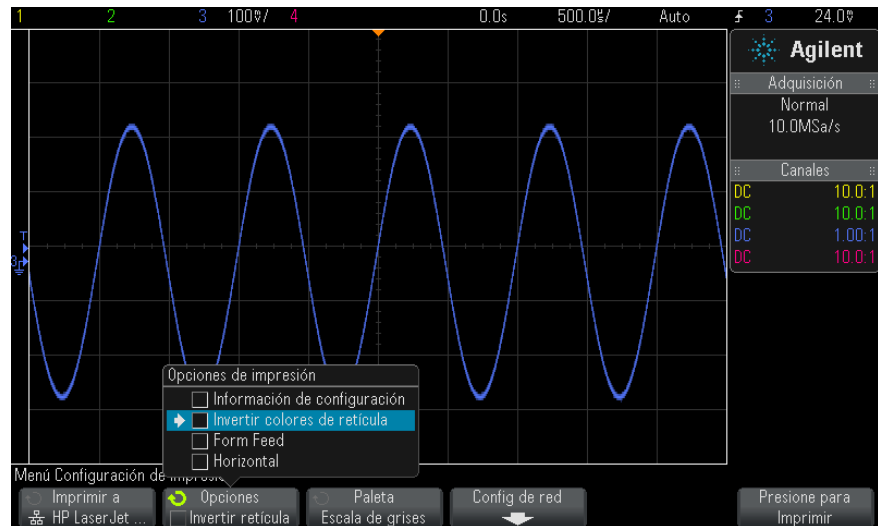 1 2 3 100⩒/ 4 0.0s 500.0µ/ Auto 3 24.0⩒
Agilent
Adquisición
Normal
10.0MSa/s
Canales
DC 10.0:1
DC 10.0:1
DC 1.00:1
DC 10.0:1
T
3
Opciones de impresión
Información de configuración
Invertir colores de retícula
Form Feed
Horizontal
Menú Configuración de
Imprimir a
HP LaserJet ...
Opciones
Invertir retícula
Paleta
Escala de grises
Config de red
Presione para
Imprimir